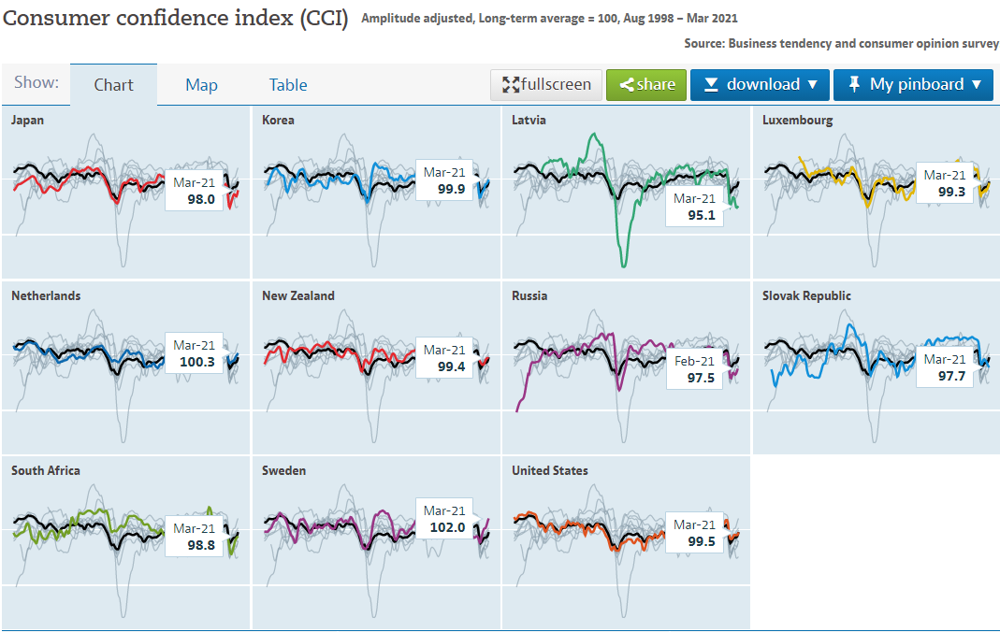 Consumer confidence index (CCI) Amplitude adjusted, Long-term average = 100, Aug 1998 – Mar 2021
Source: Business tendency and consumer opinion survey
Show: Chart Map Table fullscreen share download ▼ My pinboard ▼
Japan
Mar-21
98.0
Korea
Mar-21
99.9
Latvia
Mar-21
95.1
Luxembourg
Mar-21
99.3
Netherlands
Mar-21
100.3
New Zealand
Mar-21
99.4
Russia
Feb-21
97.5
Slovak Republic
Mar-21
97.7
South Africa
Mar-21
98.8
Sweden
Mar-21
102.0
United States
Mar-21
99.5